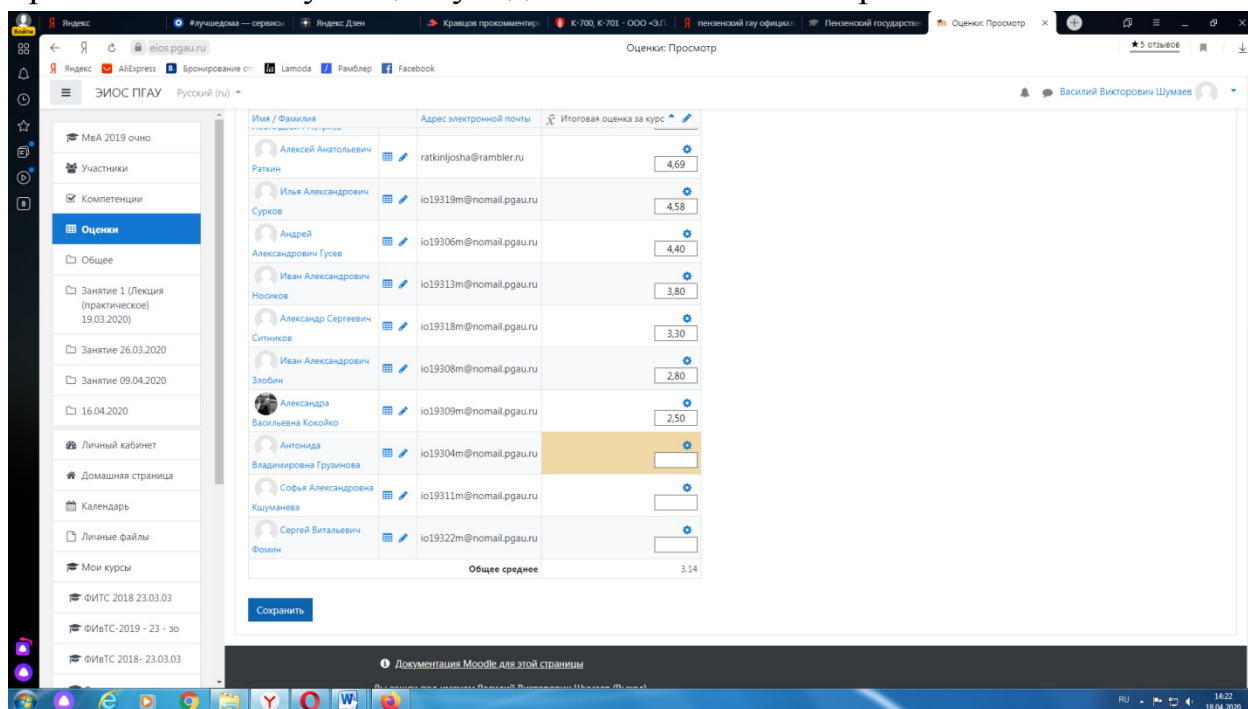 Войти
Яндекс
#лучшедома — сервисы
Яндекс Дзен
Кравцов прокомментир
К-700, К-701 - ООО «З.П.
пензенский гау официал
Пензенский государстве
Оценки: Просмотр
eios.pgau.ru
Оценки: Просмотр
★5 отзывов
Яндекс AliExpress Бронирование от Lamoda Рамблер Facebook
ЭИОС ПГАУ Русский (ru)
Василий Викторович Шумаев
МвА 2019 очно
Участники
Компетенции
Оценки
Общее
Занятие 1 (Лекция
(практическое)
19.03.2020)
Занятие 26.03.2020
Занятие 09.04.2020
16.04.2020
Личный кабинет
Домашняя страница
Календарь
Личные файлы
Мои курсы
ФИТС 2018 23.03.03
ФИвТС-2019 - 23 - зо
ФИвТС 2018- 23.03.03
Имя / Фамилия Адрес электронной почты x̄ Итоговая оценка за курс
Алексей Анатольевич
Раткин ratkinljosha@rambler.ru 4,69
Илья Александрович
Сурков io19319m@nomail.pgau.ru 4,58
Андрей
Александрович Гусев io19306m@nomail.pgau.ru 4,40
Иван Александрович
Носиков io19313m@nomail.pgau.ru 3,80
Александр Сергеевич
Ситников io19318m@nomail.pgau.ru 3,30
Иван Александрович
Злобин io19308m@nomail.pgau.ru 2,80
Александра
Васильевна Кокойко io19309m@nomail.pgau.ru 2,50
Антонида
Владимировна Грузинова io19304m@nomail.pgau.ru
Софья Александровна
Кшуманева io19311m@nomail.pgau.ru
Сергей Витальевич
Фомин io19322m@nomail.pgau.ru
Общее среднее 3,14
Сохранить
Документация Moodle для этой страницы
RU 14:22
18.04.2020